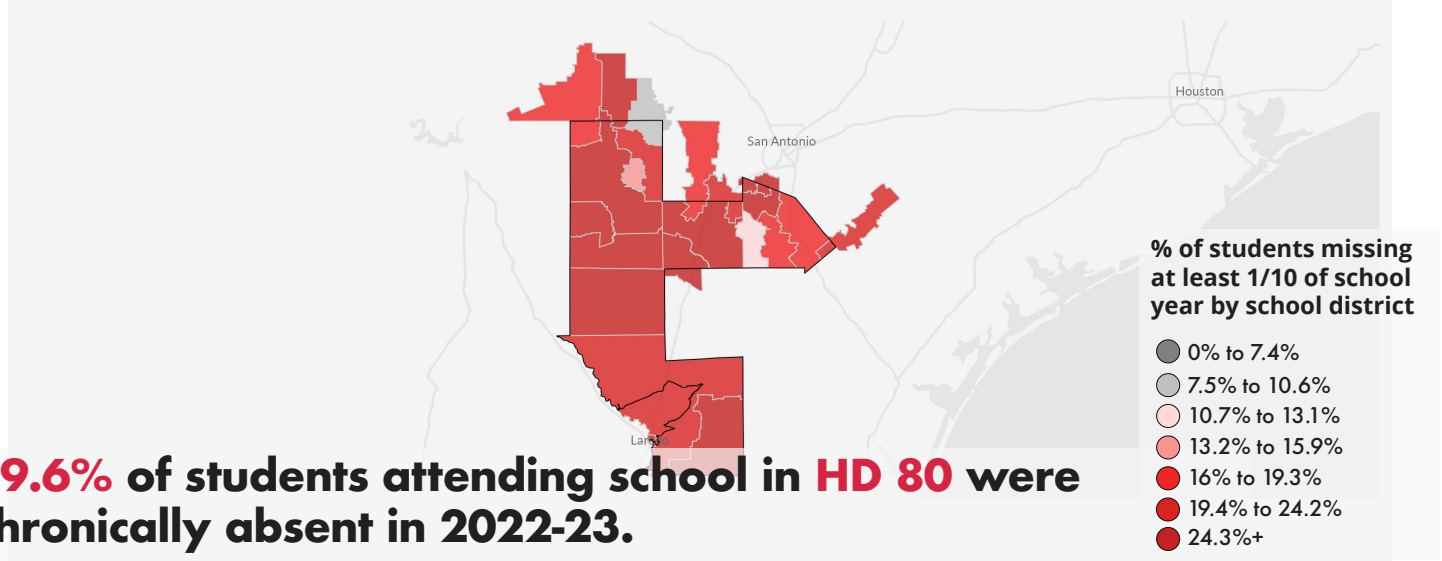 Houston
San Antonio
% of students missing
at least 1/10 of school
year by school district
0% to 7.4%
7.5% to 10.6%
10.7% to 13.1%
13.2% to 15.9%
16% to 19.3%
19.4% to 24.2%
24.3%+
Laredo
9.6% of students attending school in HD 80 were
hronically absent in 2022-23.